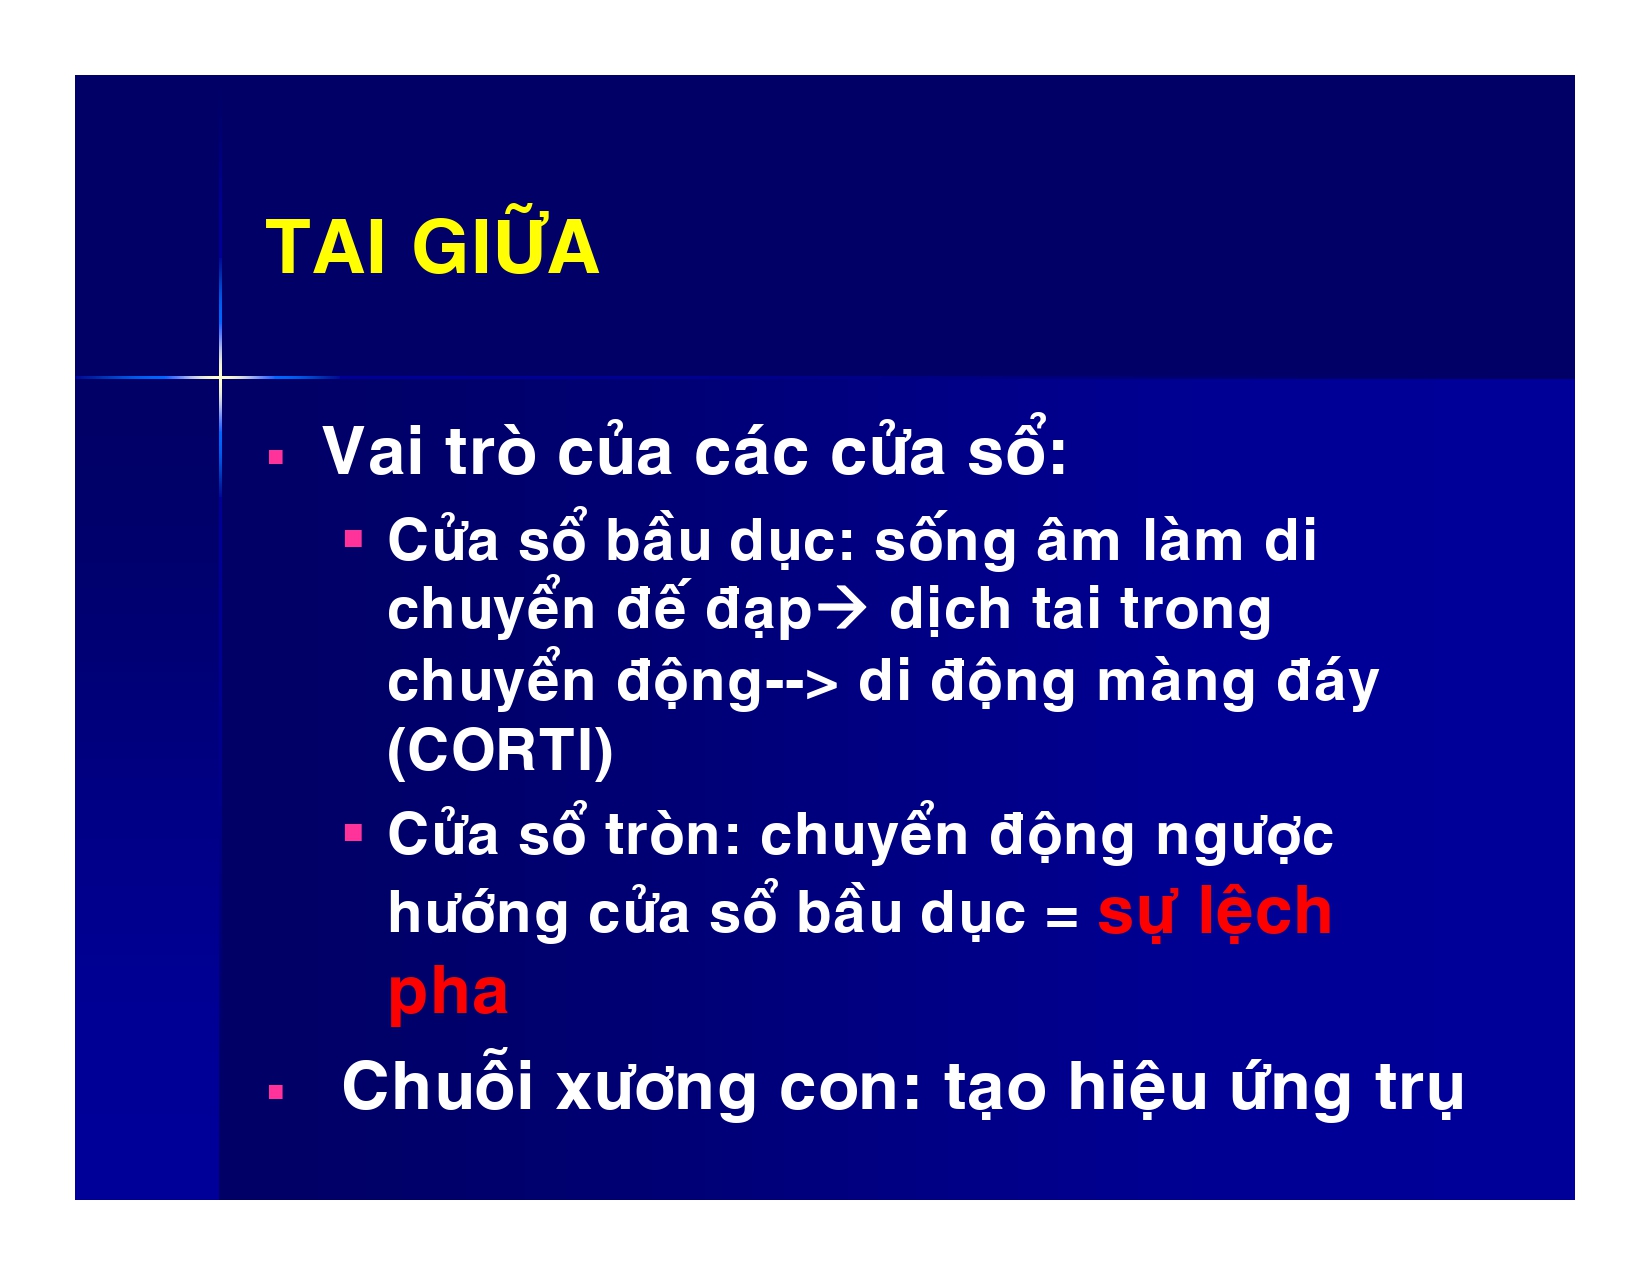 TAI GIỮA
▪ Vai trò của các cửa sổ:
▪ Cửa sổ bầu dục: sống âm làm di
chuyển đế đạp→ dịch tai trong
chuyển động--> di động màng đáy
(CORTI)
▪ Cửa sổ tròn: chuyển động ngược
hướng cửa sổ bầu dục = sự lệch
pha
▪ Chuỗi xương con: tạo hiệu ứng trụ